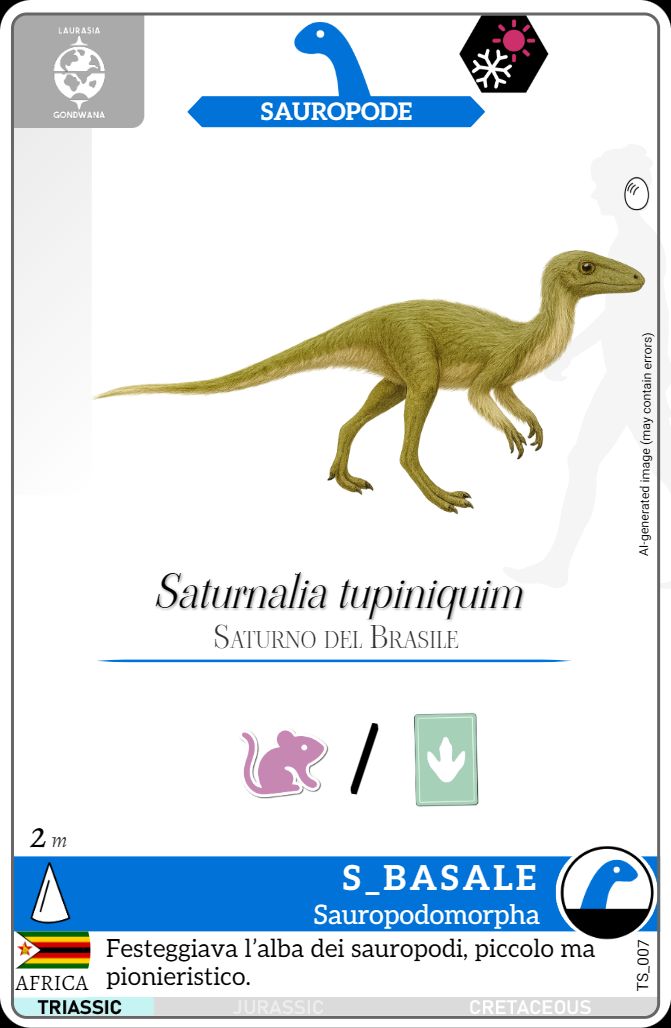 LAURASIA
GONDWANA
SAUROPODE
AI-generated image (may contain errors)
Saturnalia tupiniquim
Saturno del Brasile
2 m
S_BASALE
Sauropodomorpha
AFRICA
Festeggiava l’alba dei sauropodi, piccolo ma
pionieristico.
TS_007
TRIASSIC JURASSIC CRETACEOUS